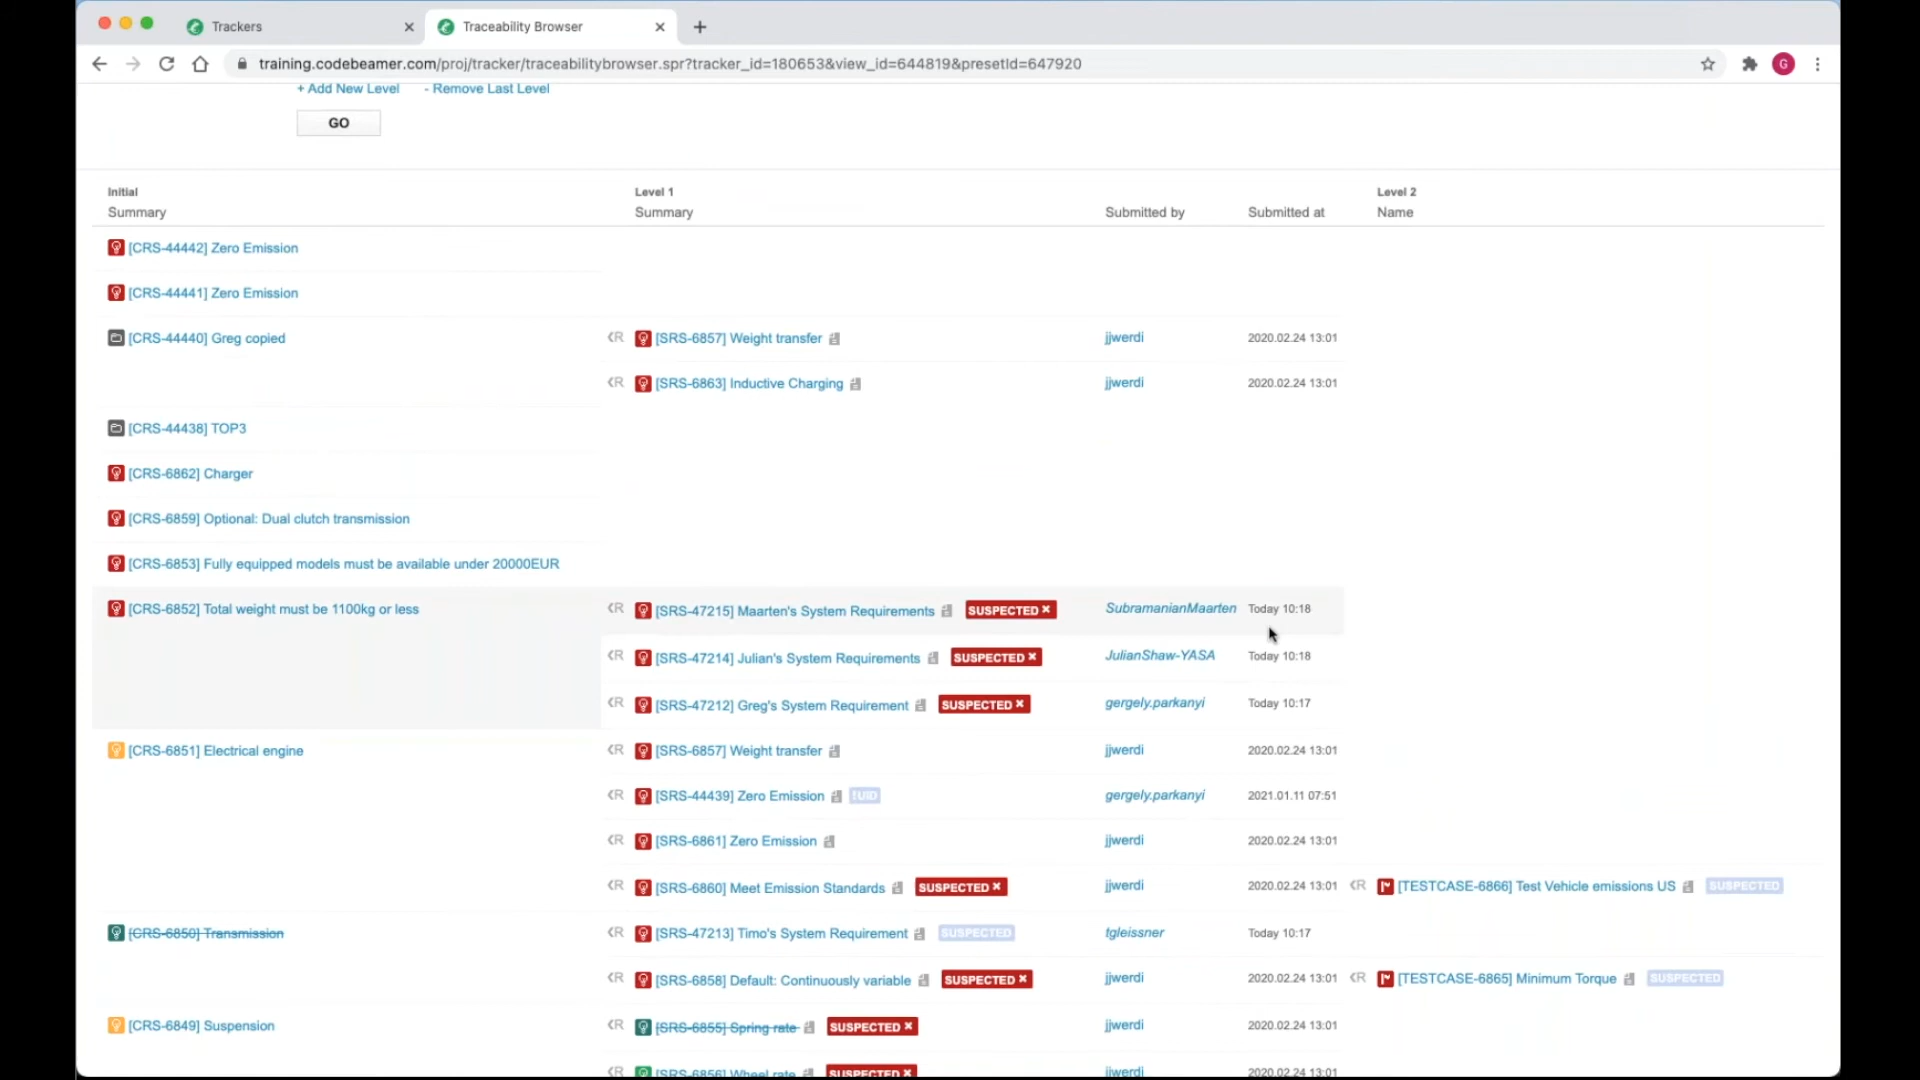 Trackers
Traceability Browser
training.codebeamer.com/proj/tracker/traceabilitybrowser.spr?tracker_id=180653&view_id=644819&presetId=647920
G
+ Add New Level - Remove Last Level
GO
Initial Level 1 Level 2
Summary Summary Submitted by Submitted at Name
[CRS-44442] Zero Emission
[CRS-44441] Zero Emission
[CRS-44440] Greg copied R [SRS-6857] Weight transfer jjwerdi 2020.02.24 13:01
R [SRS-6863] Inductive Charging jjwerdi 2020.02.24 13:01
[CRS-44438] TOP3
[CRS-6862] Charger
[CRS-6859] Optional: Dual clutch transmission
[CRS-6853] Fully equipped models must be available under 20000EUR
[CRS-6852] Total weight must be 1100kg or less R [SRS-47215] Maarten's System Requirements SUSPECTED SubramanianMaarten Today 10:18
R [SRS-47214] Julian's System Requirements SUSPECTED JulianShaw-YASA Today 10:18
R [SRS-47212] Greg's System Requirement SUSPECTED gergely.parkanyi Today 10:17
[CRS-6851] Electrical engine R [SRS-6857] Weight transfer jjwerdi 2020.02.24 13:01
R [SRS-44439] Zero Emission !UID gergely.parkanyi 2021.01.11 07:51
R [SRS-6861] Zero Emission jjwerdi 2020.02.24 13:01
R [SRS-6860] Meet Emission Standards SUSPECTED jjwerdi 2020.02.24 13:01 R [TESTCASE-6866] Test Vehicle emissions US SUSPECTED
[CRS-6850] Transmission R [SRS-47213] Timo's System Requirement SUSPECTED tgleissner Today 10:17
R [SRS-6858] Default: Continuously variable SUSPECTED jjwerdi 2020.02.24 13:01 R [TESTCASE-6865] Minimum Torque SUSPECTED
[CRS-6849] Suspension R [SRS-6855] Spring rate SUSPECTED jjwerdi 2020.02.24 13:01
R [SRS-6856] Wheel rate SUSPECTED jjwerdi 2020.02.24 13:01